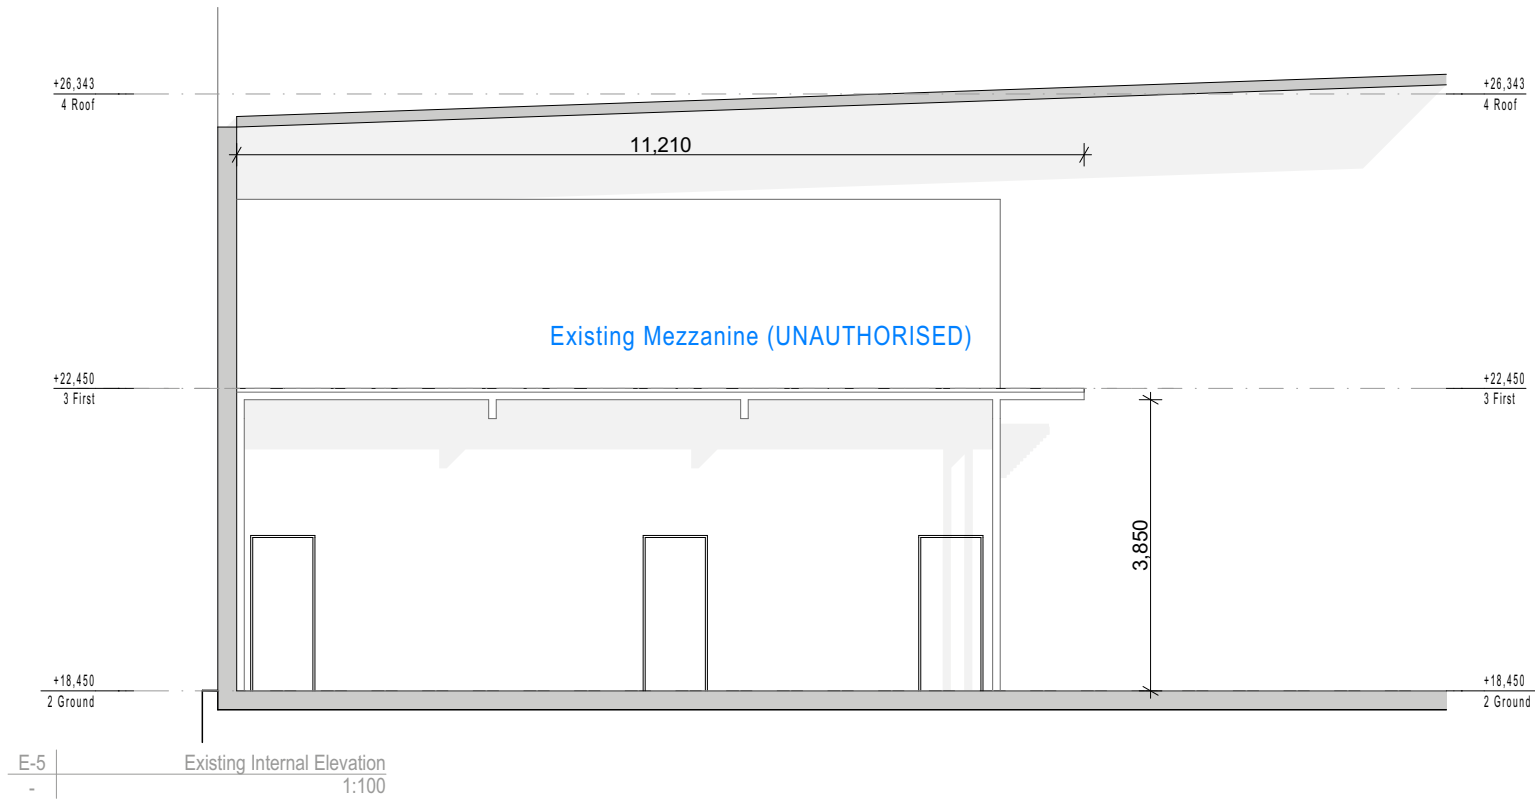 +26,343
4 Roof
+26,343
4 Roof
11,210
Existing Mezzanine (UNAUTHORISED)
+22,450
3 First
+22,450
3 First
3,850
+18,450
2 Ground
+18,450
2 Ground
E-5
Existing Internal Elevation
-
1:100